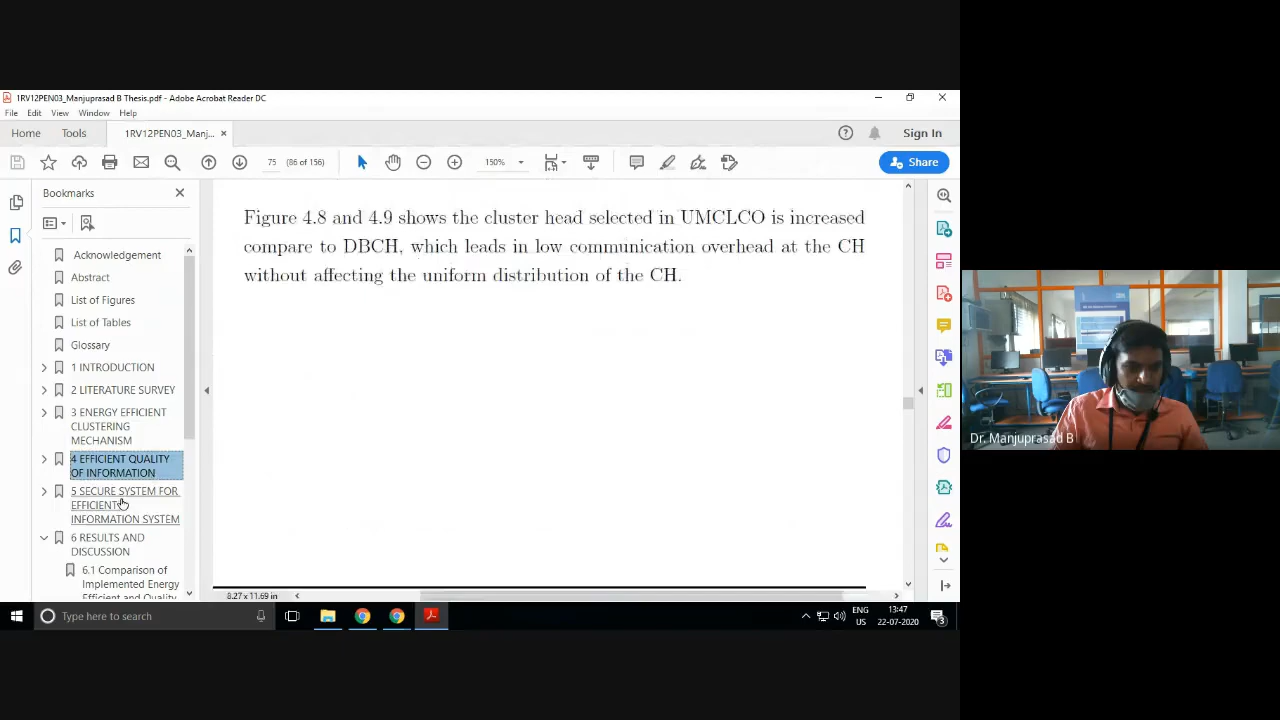 1RV12PEN03_Manjuprasad B Thesis.pdf - Adobe Acrobat Reader DC
File Edit View Window Help
Home Tools 1RV12PEN03_Manj... × Sign In
75 (86 of 156) 150% Share
Bookmarks
Acknowledgement
Abstract
List of Figures
List of Tables
Glossary
1 INTRODUCTION
2 LITERATURE SURVEY
3 ENERGY EFFICIENT
CLUSTERING
MECHANISM
4 EFFICIENT QUALITY
OF INFORMATION
5 SECURE SYSTEM FOR
EFFICIENT
INFORMATION SYSTEM
6 RESULTS AND
DISCUSSION
6.1 Comparison of
Implemented Energy
Efficient and Quality
Figure 4.8 and 4.9 shows the cluster head selected in UMCLCO is increased
compare to DBCH, which leads in low communication overhead at the CH
without affecting the uniform distribution of the CH.
8.27 x 11.69 in
Dr. Manjuprasad B
Type here to search
ENG
US
13:47
22-07-2020
3